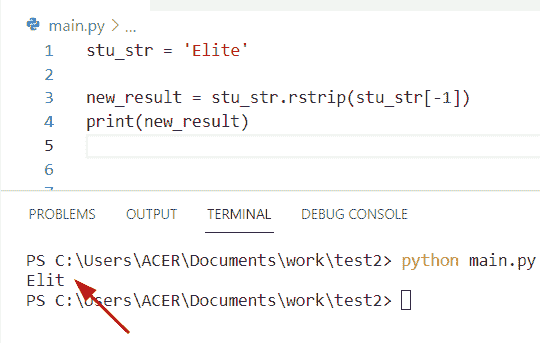 main.py > ...
1 stu_str = 'Elite'
2
3 new_result = stu_str.rstrip(stu_str[-1])
4 print(new_result)
5
6
PROBLEMS OUTPUT TERMINAL DEBUG CONSOLE
PS C:\Users\ACER\Documents\work\test2> python main.py
Elit
PS C:\Users\ACER\Documents\work\test2>